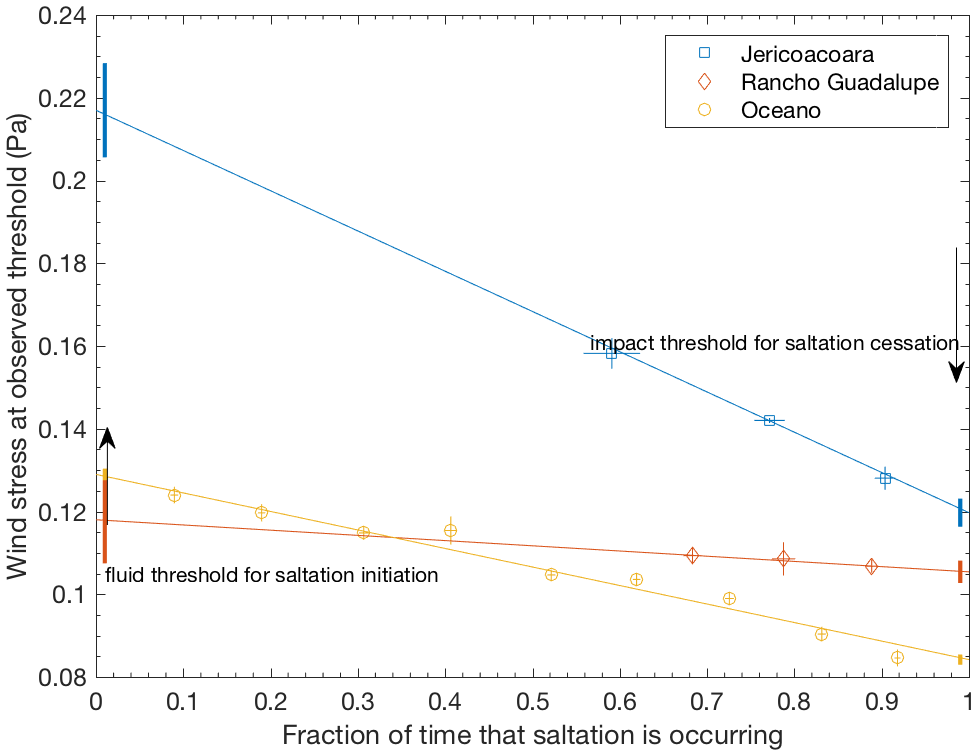 0.24
0.22
0.2
0.18
0.16
0.14
0.12
0.1
0.08
Wind stress at observed threshold (Pa)
Jericoacoara
Rancho Guadalupe
Oceano
impact threshold for saltation cessation
fluid threshold for saltation initiation
0 0.1 0.2 0.3 0.4 0.5 0.6 0.7 0.8 0.9 1
Fraction of time that saltation is occurring